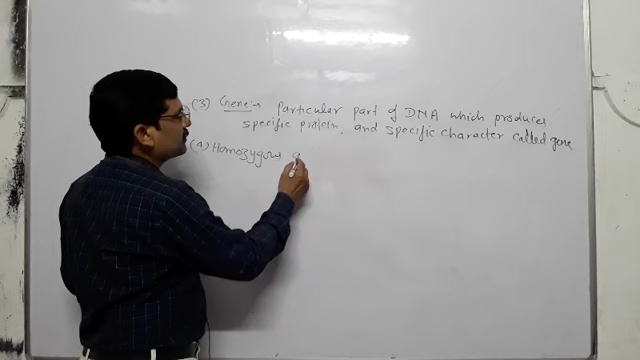 (3) Gene → Particular part of DNA which produces
specific protein, and specific character called gene
(4) Homozygous